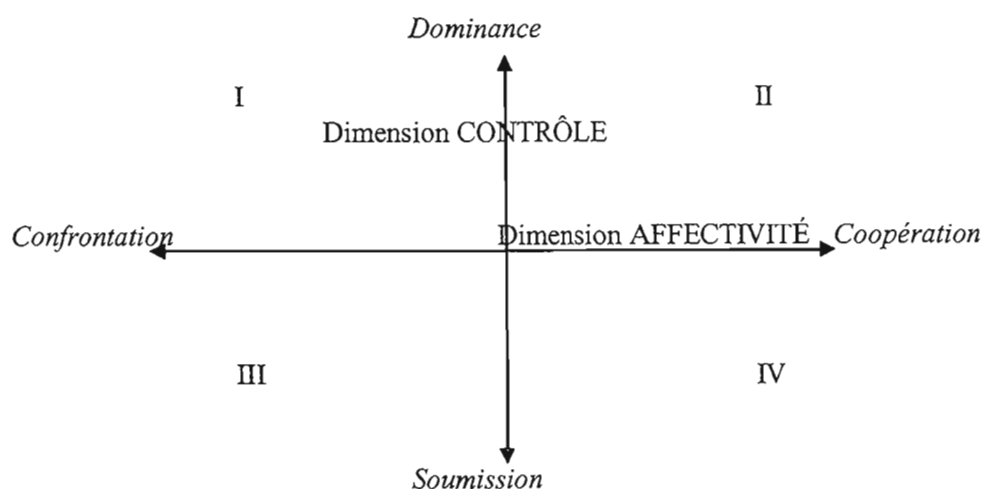 Dominance
I
II
Dimension CONTRÔLE
Confrontation
Dimension AFFECTIVITÉ
Coopération
III
IV
Soumission